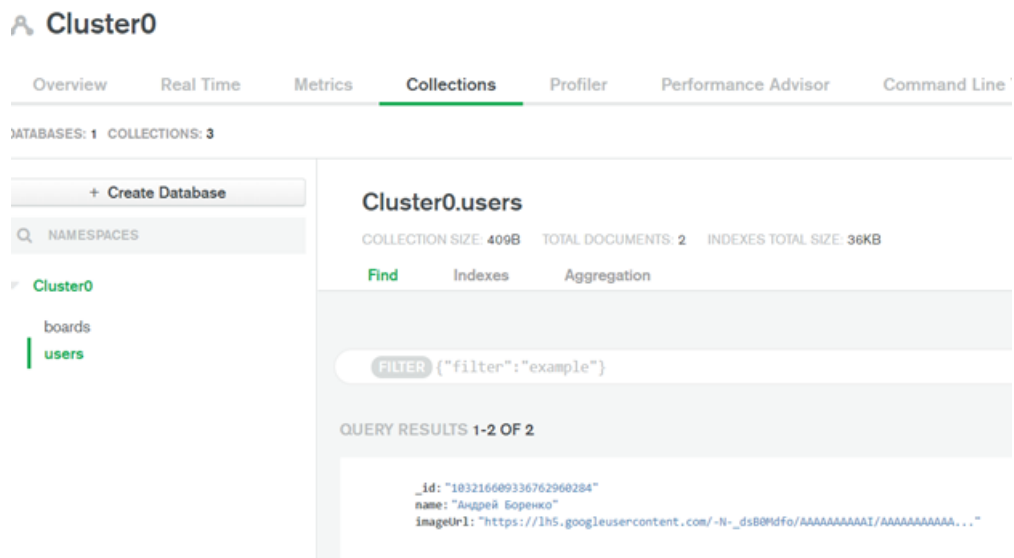 Cluster0
Overview Real Time Metrics Collections Profiler Performance Advisor Command Line
DATABASES: 1 COLLECTIONS: 3
+ Create Database
NAMESPACES
Cluster0
boards
users
Cluster0.users
COLLECTION SIZE: 409B TOTAL DOCUMENTS: 2 INDEXES TOTAL SIZE: 36KB
Find Indexes Aggregation
FILTER {"filter":"example"}
QUERY RESULTS 1-2 OF 2
_id: "103216609336762960284"
name: "Андрей Боренко"
imageUrl: "https://lh5.googleusercontent.com/-N-_dsB0Mdfo/AAAAAAAAAAI/AAAAAAAAAAA..."